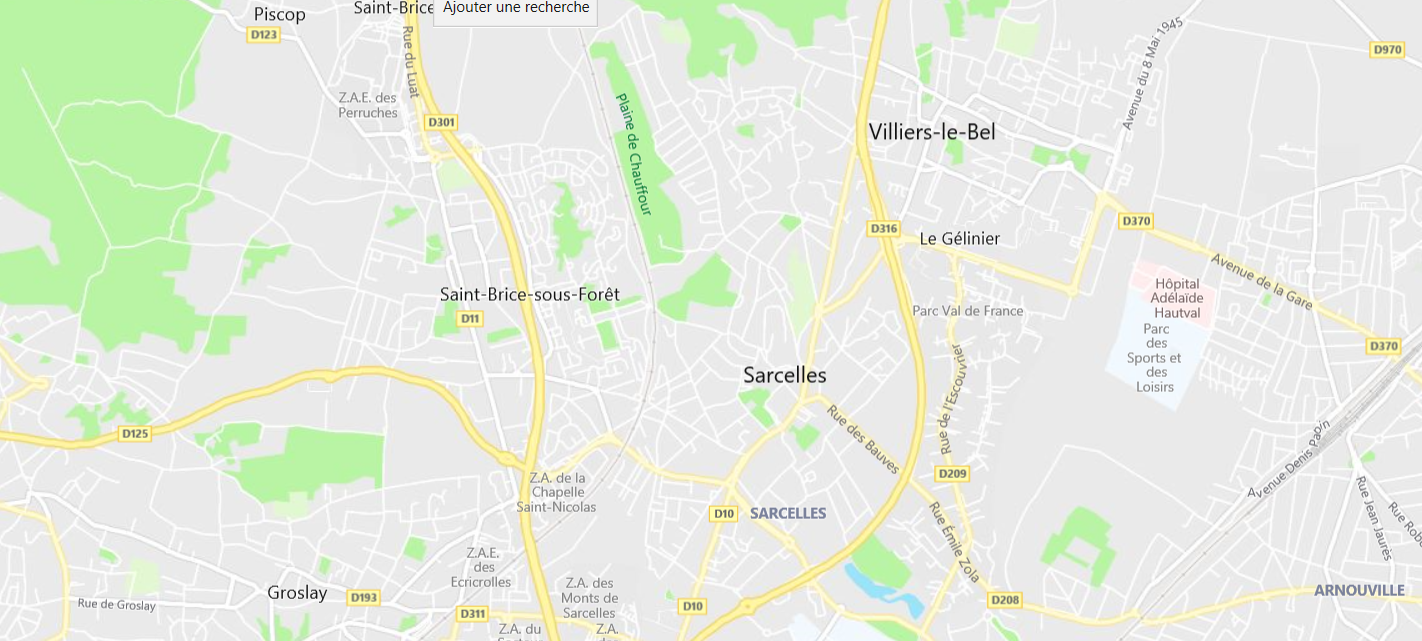 Ajouter une recherche
Saint-Brice
Piscop
D123
Rue du Luat
Avenue du 8 Mai 1945
D970
Z.A.E. des
Perruches
D301
Plaine de Chauffour
Villiers-le-Bel
D316
D370
Le Gélinier
Avenue de la Gare
Hôpital
Adélaïde
Hautval
Saint-Brice-sous-Forêt
D11
Parc Val de France
Parc
des
Sports et
des
Loisirs
D370
Sarcelles
Rue de l'Escouvrier
Rue des Bauves
D125
D209
Avenue Denis Papin
Z.A. de la
Chapelle
Saint-Nicolas
D10
SARCELLES
Rue Émile Zola
Rue Jean Jaurès
Z.A.E.
des
Ecricrolles
Groslay
D193
Rue de Groslay
Z.A. des
Monts de
Sarcelles
D311
D10
D208
ARNOUVILLE
Z.A. du
Z.A.